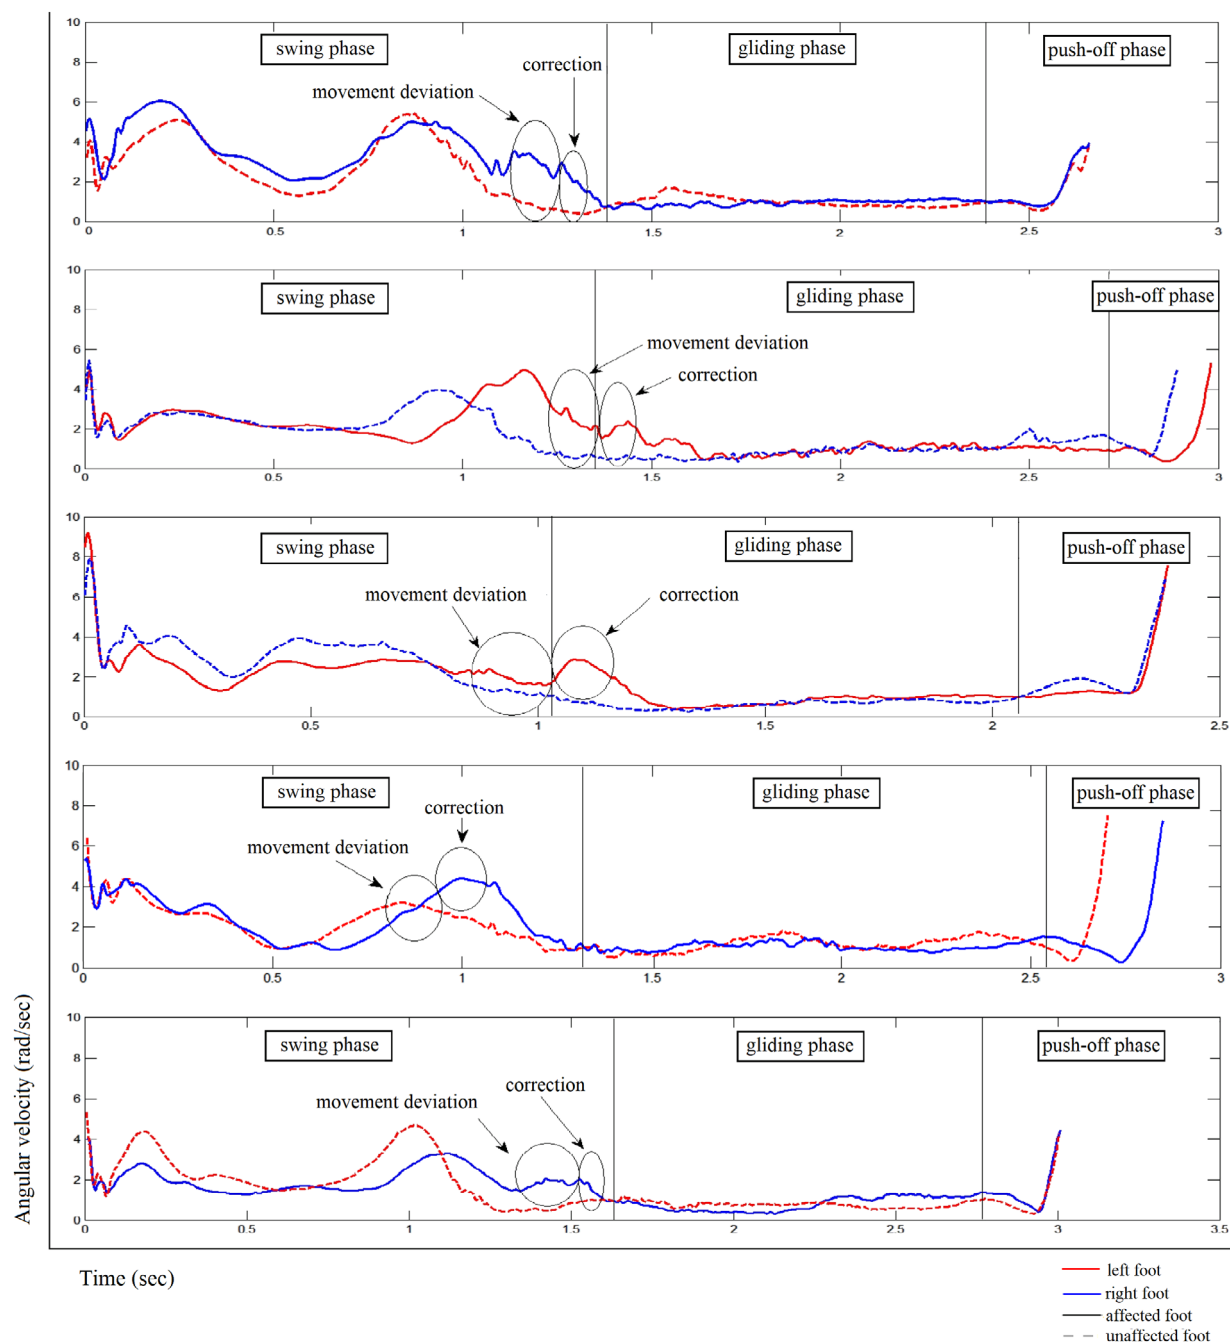 10
swing phase
gliding phase
push-off phase
correction
8
movement deviation
6
4
2
0
0 0.5 1 1.5 2 2.5 3
10
swing phase
gliding phase
push-off phase
8
movement deviation
6
correction
4
2
0
0 0.5 1 1.5 2 2.5 3
10
swing phase
gliding phase
push-off phase
8
movement deviation
correction
6
4
2
0
0 0.5 1 1.5 2 2.5
10
swing phase
gliding phase
push-off phase
8
correction
movement deviation
6
4
2
0
0 0.5 1 1.5 2 2.5 3
10
swing phase
gliding phase
push-off phase
8
correction
movement deviation
6
4
2
0
0 0.5 1 1.5 2 2.5 3 3.5
Angular velocity (rad/sec)
Time (sec)
left foot
right foot
affected foot
unaffected foot